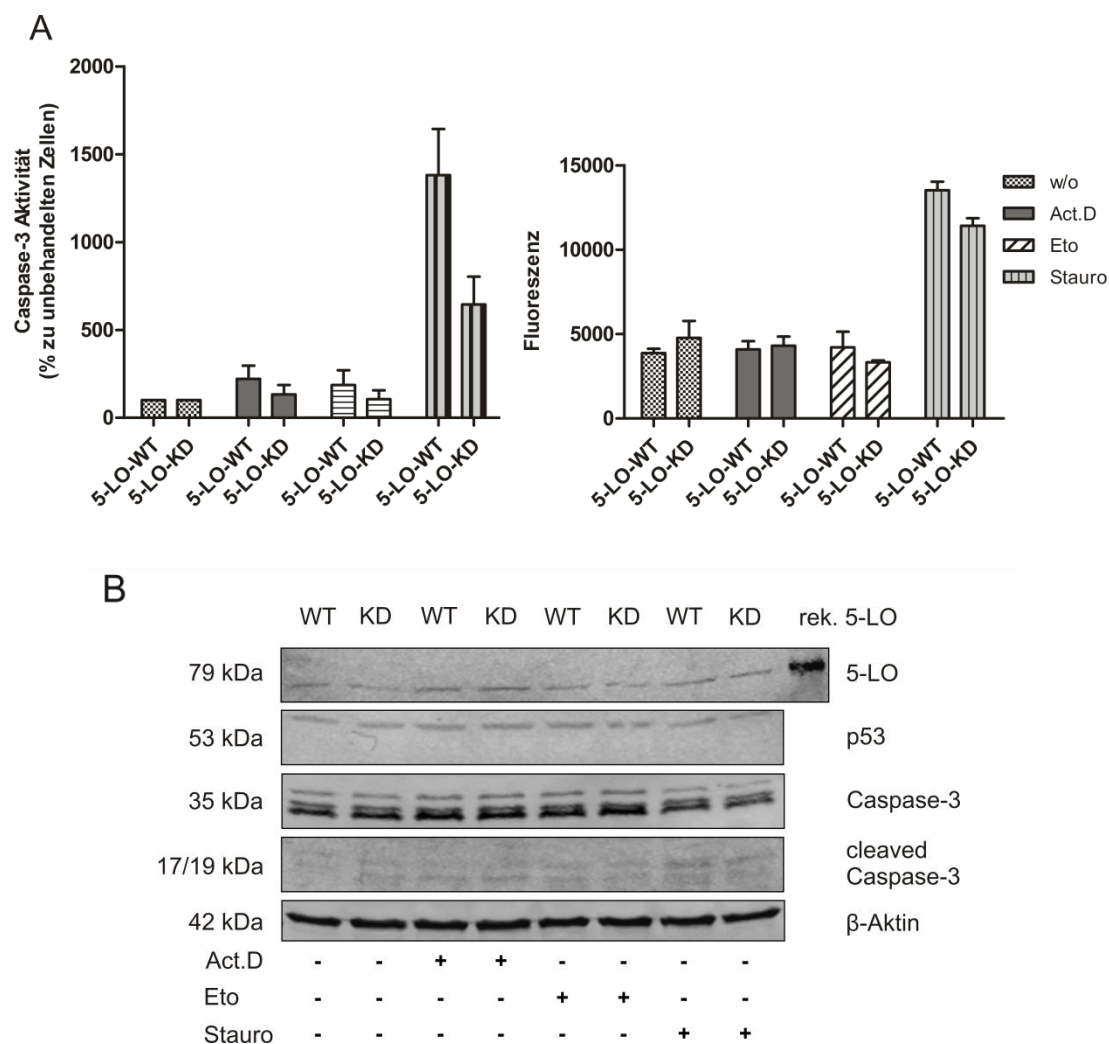 A
Caspase-3 Aktivität
(% zu unbehandelten Zellen)
2000
1500
1000
500
0
5-LO-WT
5-LO-KD
5-LO-WT
5-LO-KD
5-LO-WT
5-LO-KD
5-LO-WT
5-LO-KD
Fluoreszenz
15000
10000
5000
0
5-LO-WT
5-LO-KD
5-LO-WT
5-LO-KD
5-LO-WT
5-LO-KD
5-LO-WT
5-LO-KD
w/o
Act.D
Eto
Stauro
B
WT KD WT KD WT KD WT KD rek. 5-LO
79 kDa 5-LO
53 kDa p53
35 kDa Caspase-3
17/19 kDa cleaved
Caspase-3
42 kDa β-Aktin
Act.D - - + + - - - -
Eto - - - - + + - -
Stauro - - - - - - + +